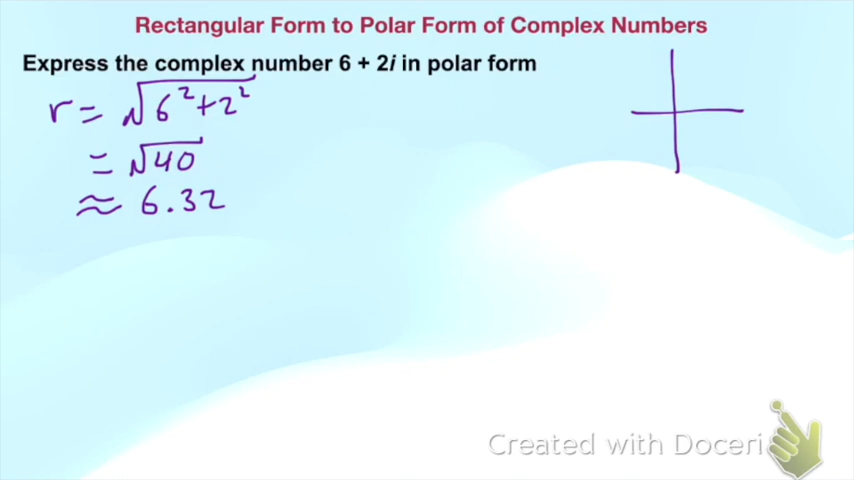 Rectangular Form to Polar Form of Complex Numbers
Express the complex number 6 + 2i in polar form
r = √6² + 2²
= √40
≈ 6.32
Created with Doceri